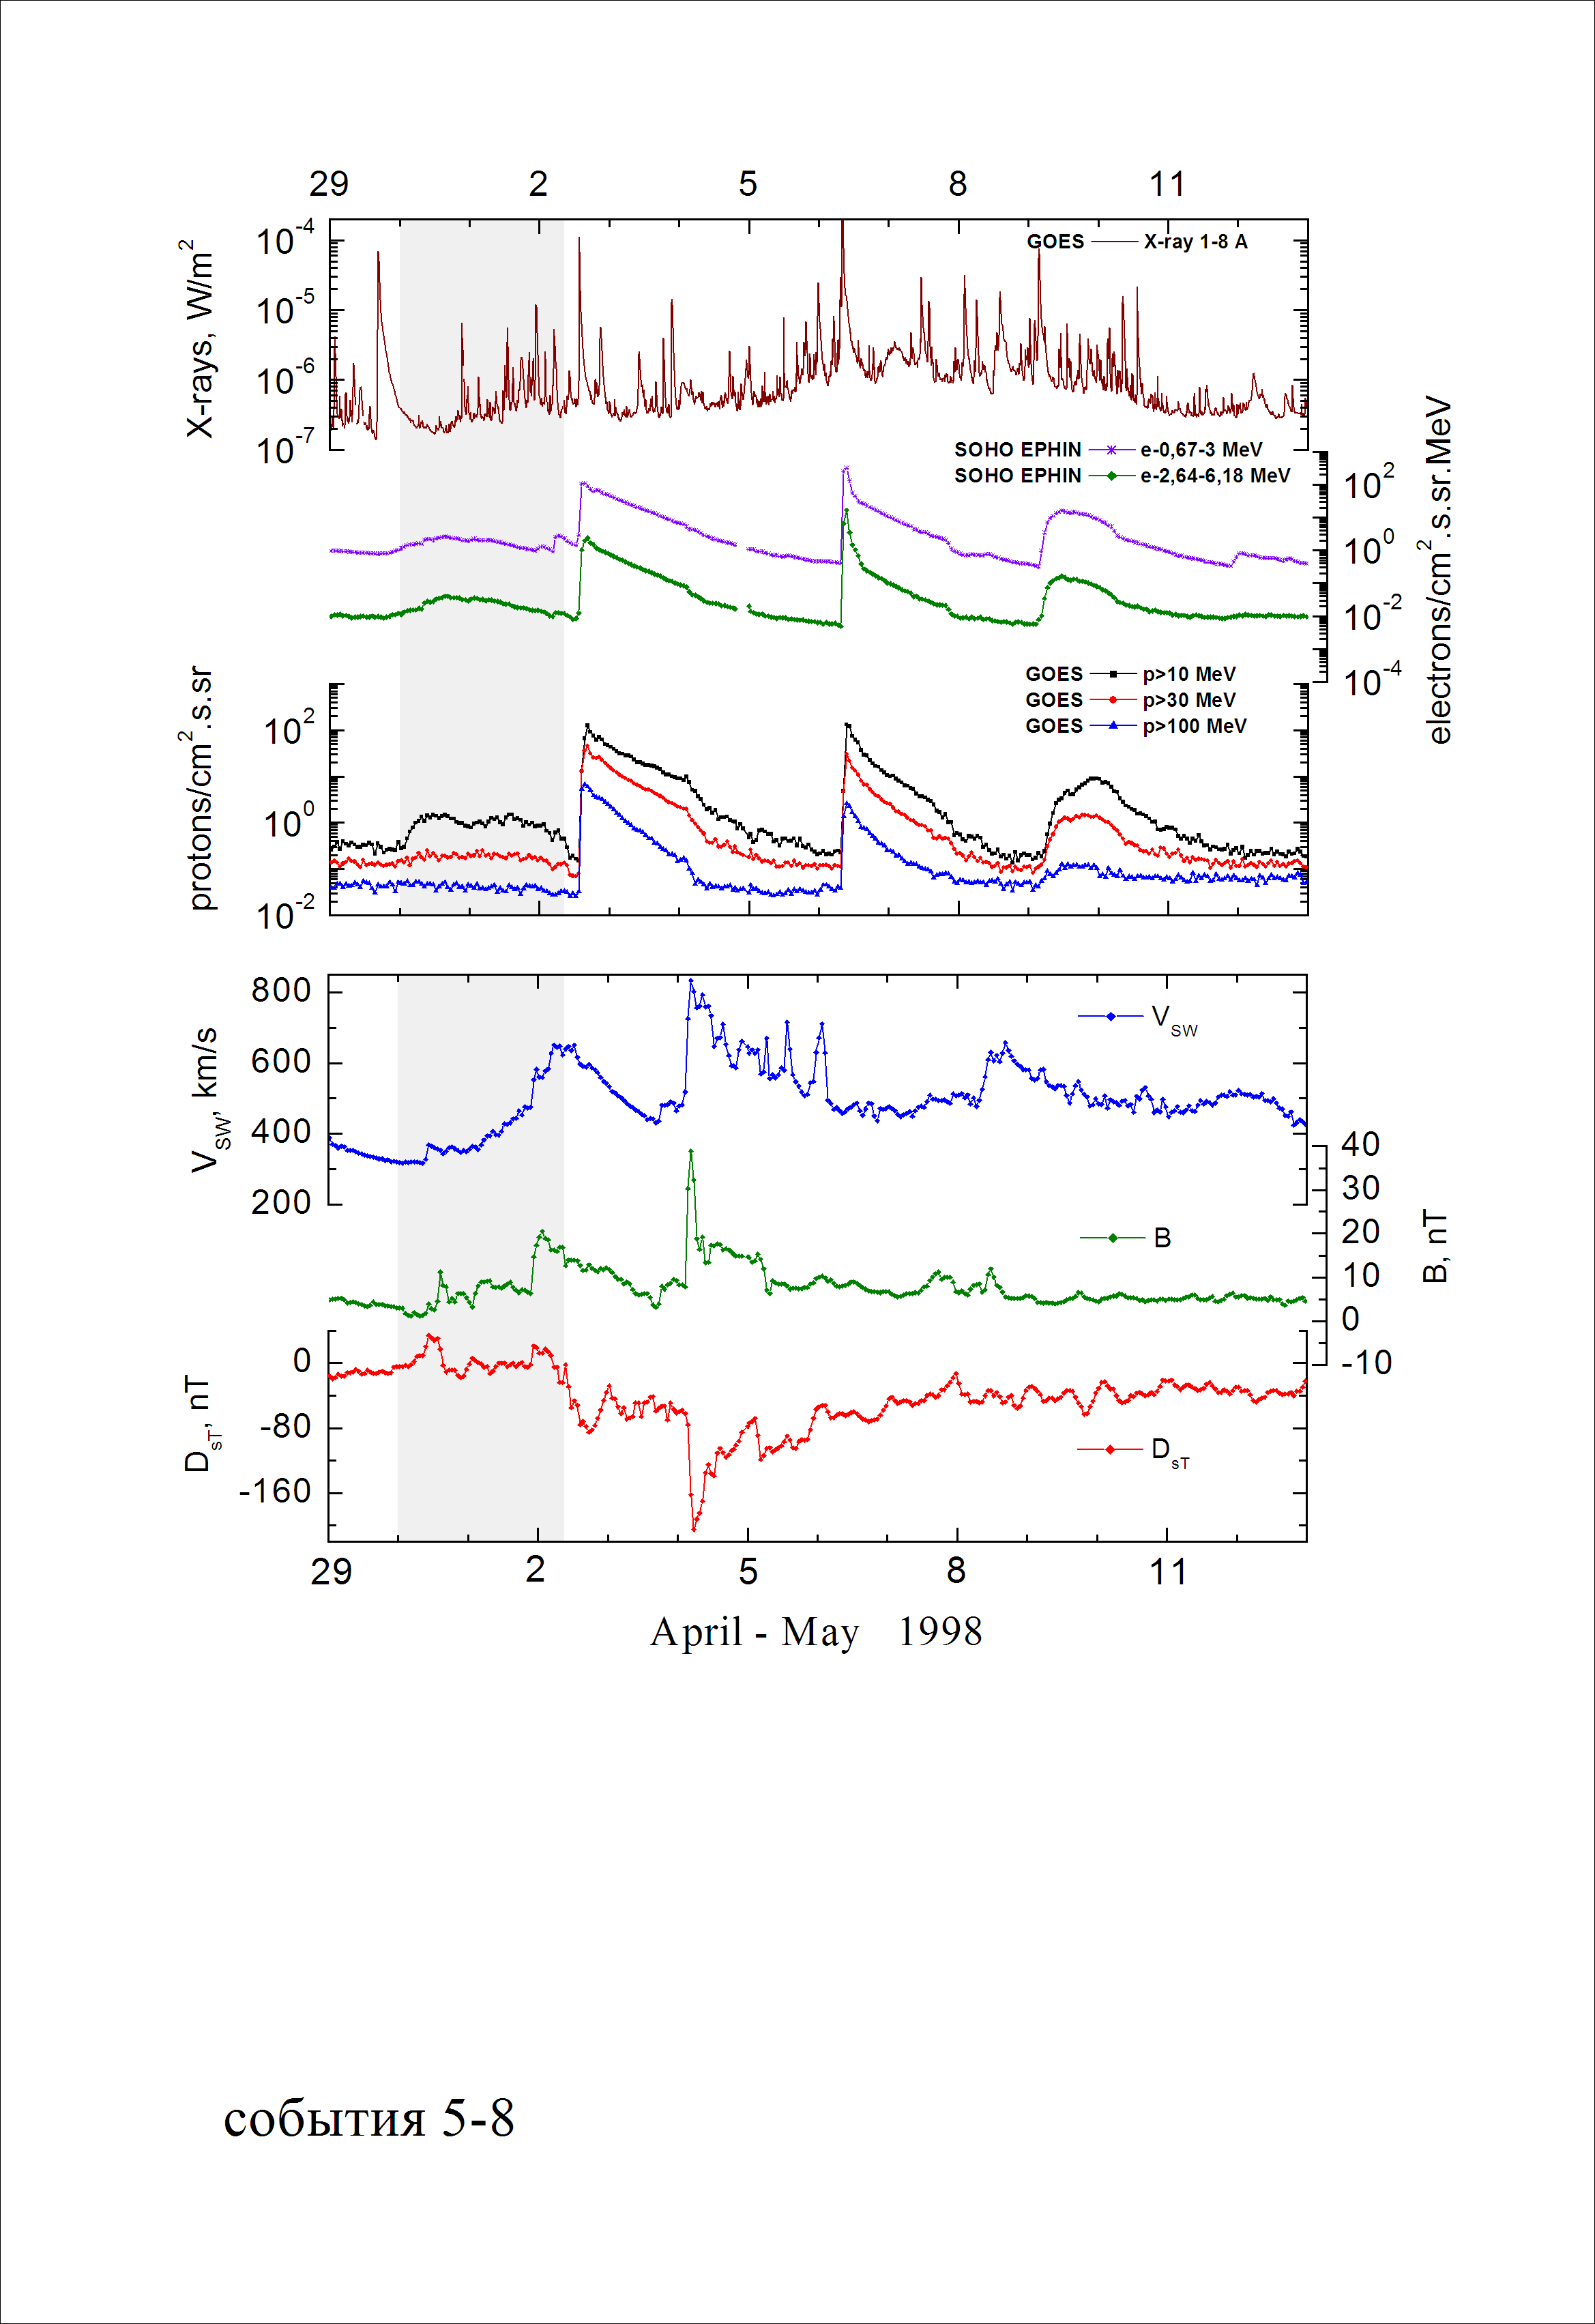 29 2 5 8 11
X-rays, W/m²
10⁻⁴
10⁻⁵
10⁻⁶
10⁻⁷
GOES X-ray 1-8 A
SOHO EPHIN e-0,67-3 MeV
SOHO EPHIN e-2,64-6,18 MeV
10²
10⁰
10⁻²
10⁻⁴
electrons/cm².s.sr.MeV
protons/cm².s.sr
10²
10⁰
10⁻²
GOES p>10 MeV
GOES p>30 MeV
GOES p>100 MeV
V_SW, km/s
800
600
400
200
V_SW
B
40
30
20
10
0
-10
B, nT
D_sT, nT
0
-80
-160
D_sT
29 2 5 8 11
April - May 1998
события 5-8